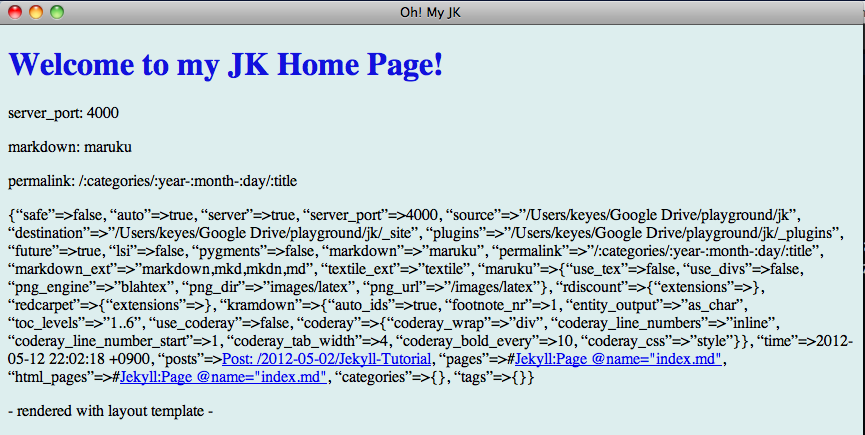 Oh! My JK
Welcome to my JK Home Page!
server_port: 4000
markdown: maruku
permalink: /:categories/:year-:month-:day/:title
{“safe”=>false, “auto”=>true, “server”=>true, “server_port”=>4000, “source”=>”/Users/keyes/Google Drive/playground/jk”,
“destination”=>”/Users/keyes/Google Drive/playground/jk/_site”, “plugins”=>”/Users/keyes/Google Drive/playground/jk/_plugins”,
“future”=>true, “lsi”=>false, “pygments”=>false, “markdown”=>”maruku”, “permalink”=>”/:categories/:year-:month-:day/:title”,
“markdown_ext”=>”markdown,mkd,mkdn,md”, “textile_ext”=>”textile”, “maruku”=>{“use_tex”=>false, “use_divs”=>false,
“png_engine”=>”blahtex”, “png_dir”=>”images/latex”, “png_url”=>”/images/latex”}, “rdiscount”=>{“extensions”=>},
“redcarpet”=>{“extensions”=>}, “kramdown”=>{“auto_ids”=>true, “footnote_nr”=>1, “entity_output”=>”as_char”,
“toc_levels”=>”1..6”, “use_coderay”=>false, “coderay”=>{“coderay_wrap”=>”div”, “coderay_line_numbers”=>”inline”,
“coderay_line_number_start”=>1, “coderay_tab_width”=>4, “coderay_bold_every”=>10, “coderay_css”=>”style”}}, “time”=>2012-
05-12 22:02:18 +0900, “posts”=>Post: /2012-05-02/Jekyll-Tutorial, “pages”=>#Jekyll:Page @name="index.md",
“html_pages”=>#Jekyll:Page @name="index.md", “categories”=>{}, “tags”=>{}}
- rendered with layout template -